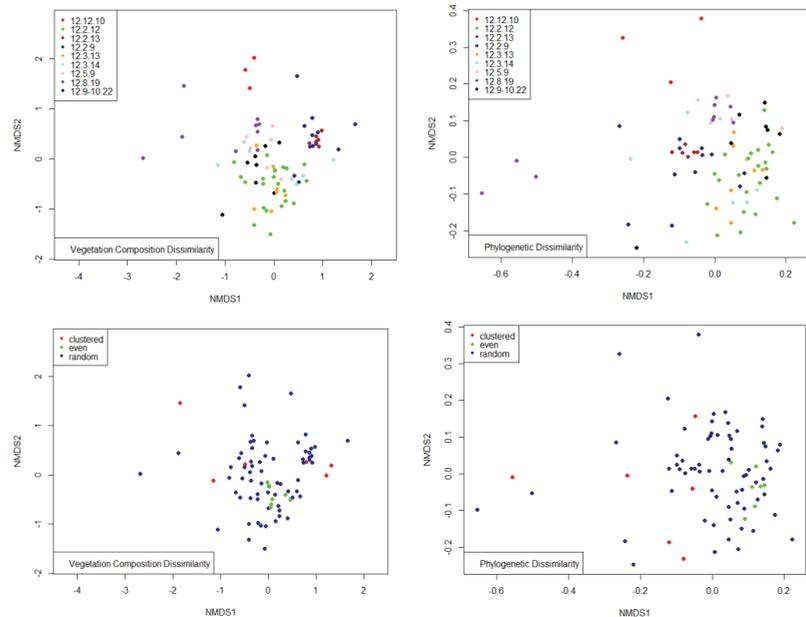 12.12.10
12.2.12
12.2.13
12.2.9
12.3.13
12.3.14
12.5.9
12.8.19
12.9-10.22
NMDS2
2
1
0
-1
-2
Vegetation Composition Dissimilarity
-4 -3 -2 -1 0 1 2
NMDS1
12.12.10
12.2.12
12.2.13
12.2.9
12.3.13
12.3.14
12.5.9
12.8.19
12.9-10.22
NMDS2
0.4
0.3
0.2
0.1
0.0
-0.1
-0.2
Phylogenetic Dissimilarity
-0.6 -0.4 -0.2 0.0 0.2
NMDS1
clustered
even
random
NMDS2
2
1
0
-1
-2
Vegetation Composition Dissimilarity
-4 -3 -2 -1 0 1 2
NMDS1
clustered
even
random
NMDS2
0.4
0.3
0.2
0.1
0.0
-0.1
-0.2
Phylogenetic Dissimilarity
-0.6 -0.4 -0.2 0.0 0.2
NMDS1